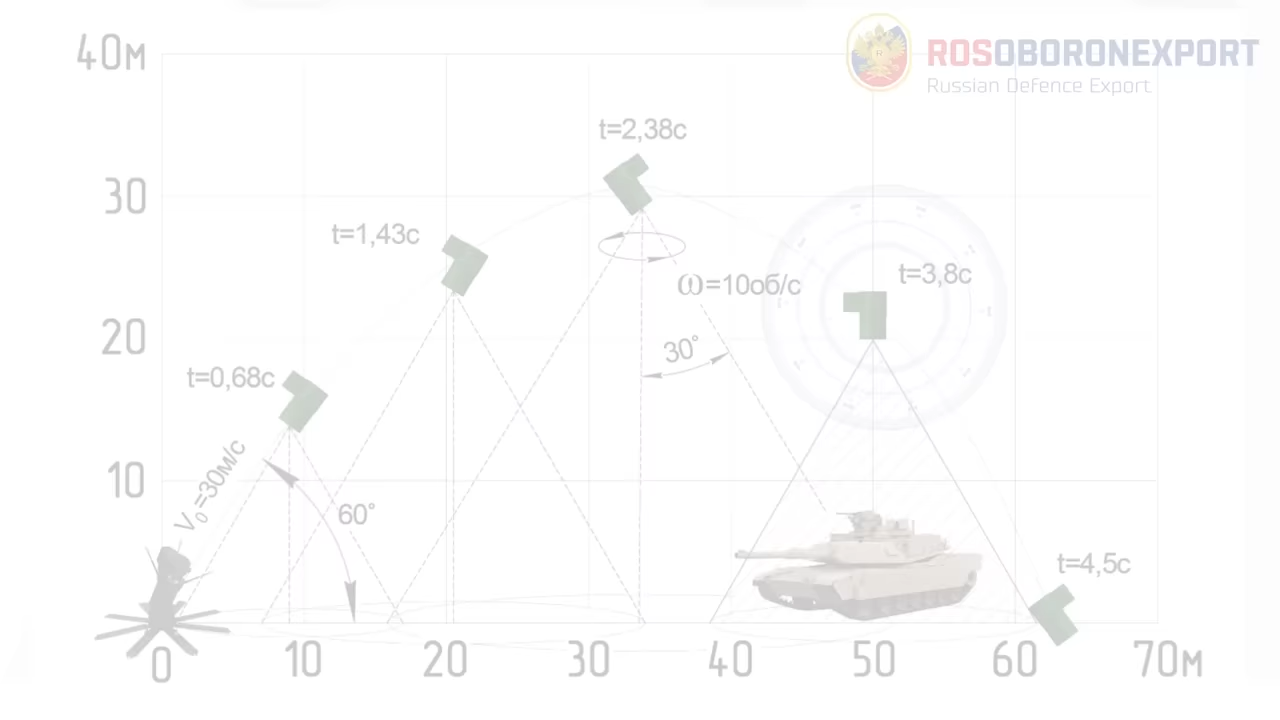 40м
ROSOBORONEXPORT
Russian Defence Export
t=2,38с
30
t=1,43с
t=3,8с
ω=10об/с
20
30°
t=0,68с
10
V₀=30м/с
60°
t=4,5с
0
10
20
30
40
50
60
70м